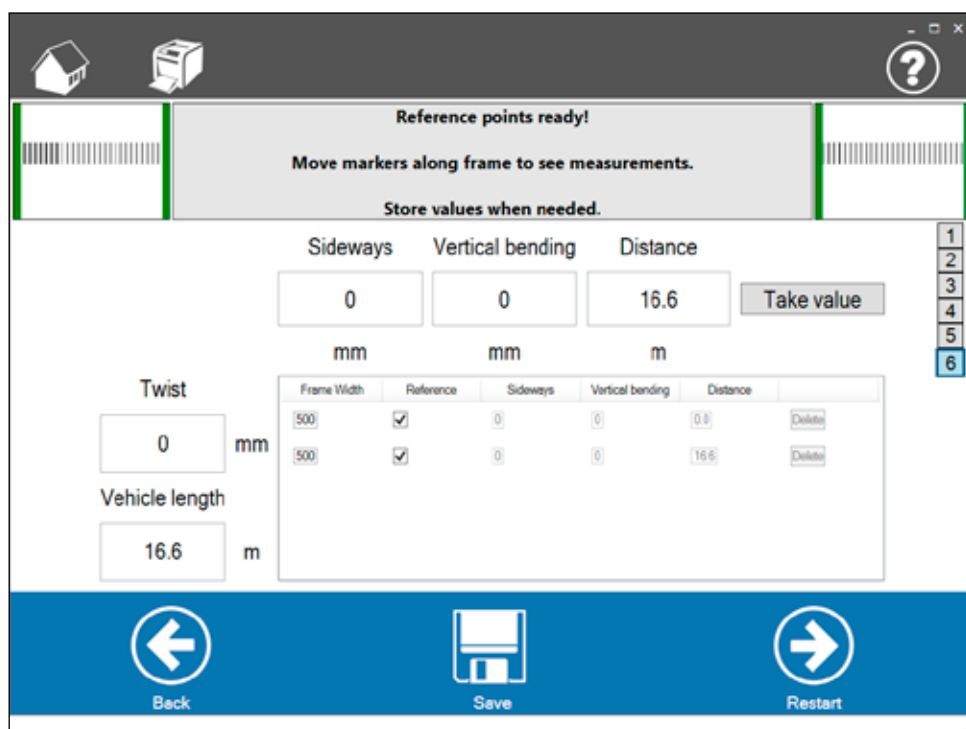 Reference points ready!
Move markers along frame to see measurements.
Store values when needed.
1
2
3
4
5
6
Sideways Vertical bending Distance
0 0 16.6 Take value
mm mm m
Twist
0 mm
Vehicle length
16.6 m
Frame Width Reference Sideways Vertical bending Distance
500 0 0 0.0 Delete
500 0 0 16.6 Delete
Back Save Restart